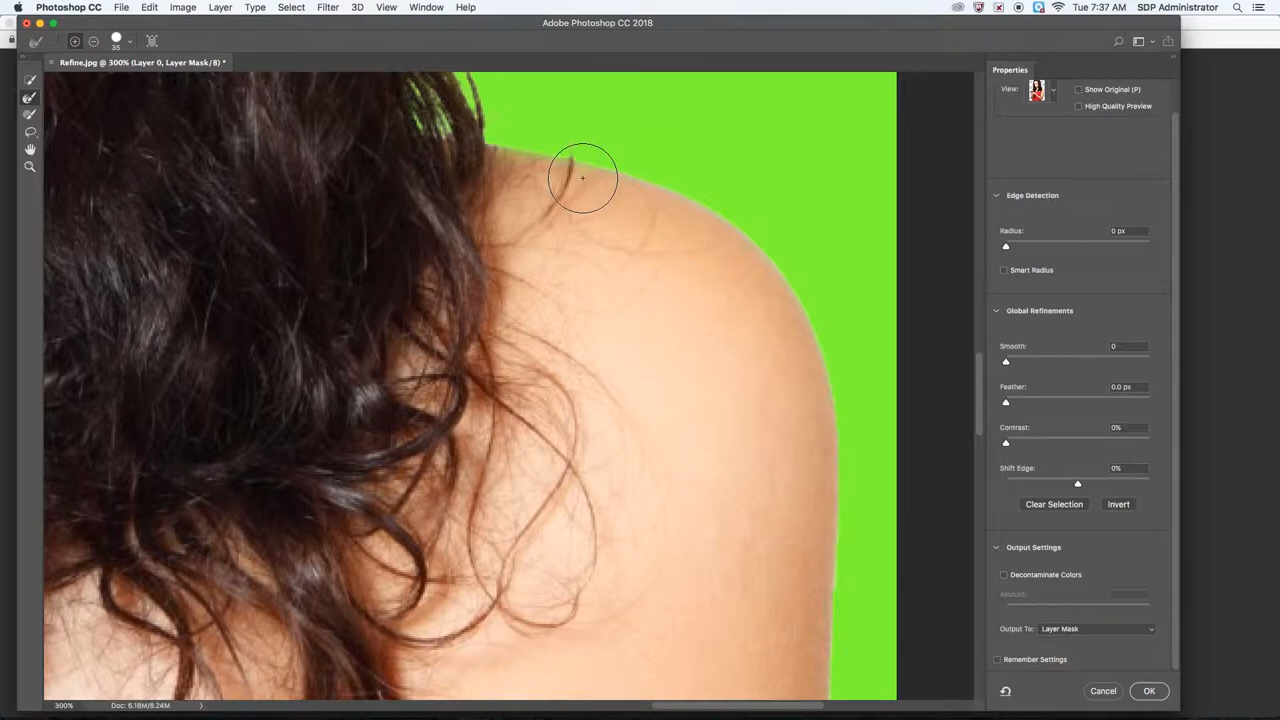 Photoshop CC File Edit Image Layer Type Select Filter 3D View Window Help Tue 7:37 AM SDP Administrator
Adobe Photoshop CC 2018
35
× Refine.jpg @ 300% (Layer 0, Layer Mask/8) *
Properties
View: Show Original (P)
High Quality Preview
Edge Detection
Radius: 0 px
Smart Radius
Global Refinements
Smooth: 0
Feather: 0.0 px
Contrast: 0%
Shift Edge: 0%
Clear Selection Invert
Output Settings
Decontaminate Colors
Amount:
Output To: Layer Mask
Remember Settings
Cancel OK
300% Doc: 6.18M/8.24M